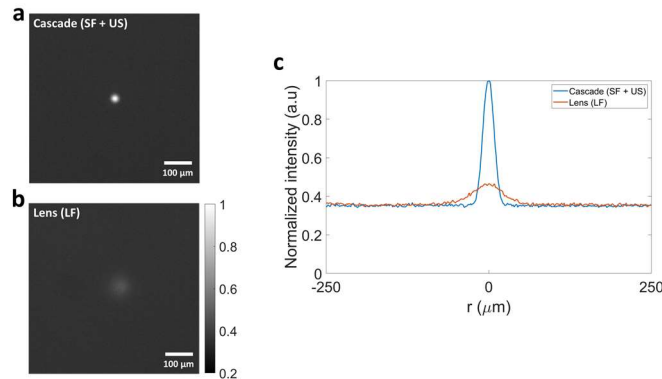 a
Cascade (SF + US)
100 µm
b
Lens (LF)
100 µm
1
0.8
0.6
0.4
0.2
c
Normalized intensity (a.u)
1
0.8
0.6
0.4
0.2
0
-250
0
250
r (µm)
Cascade (SF + US)
Lens (LF)